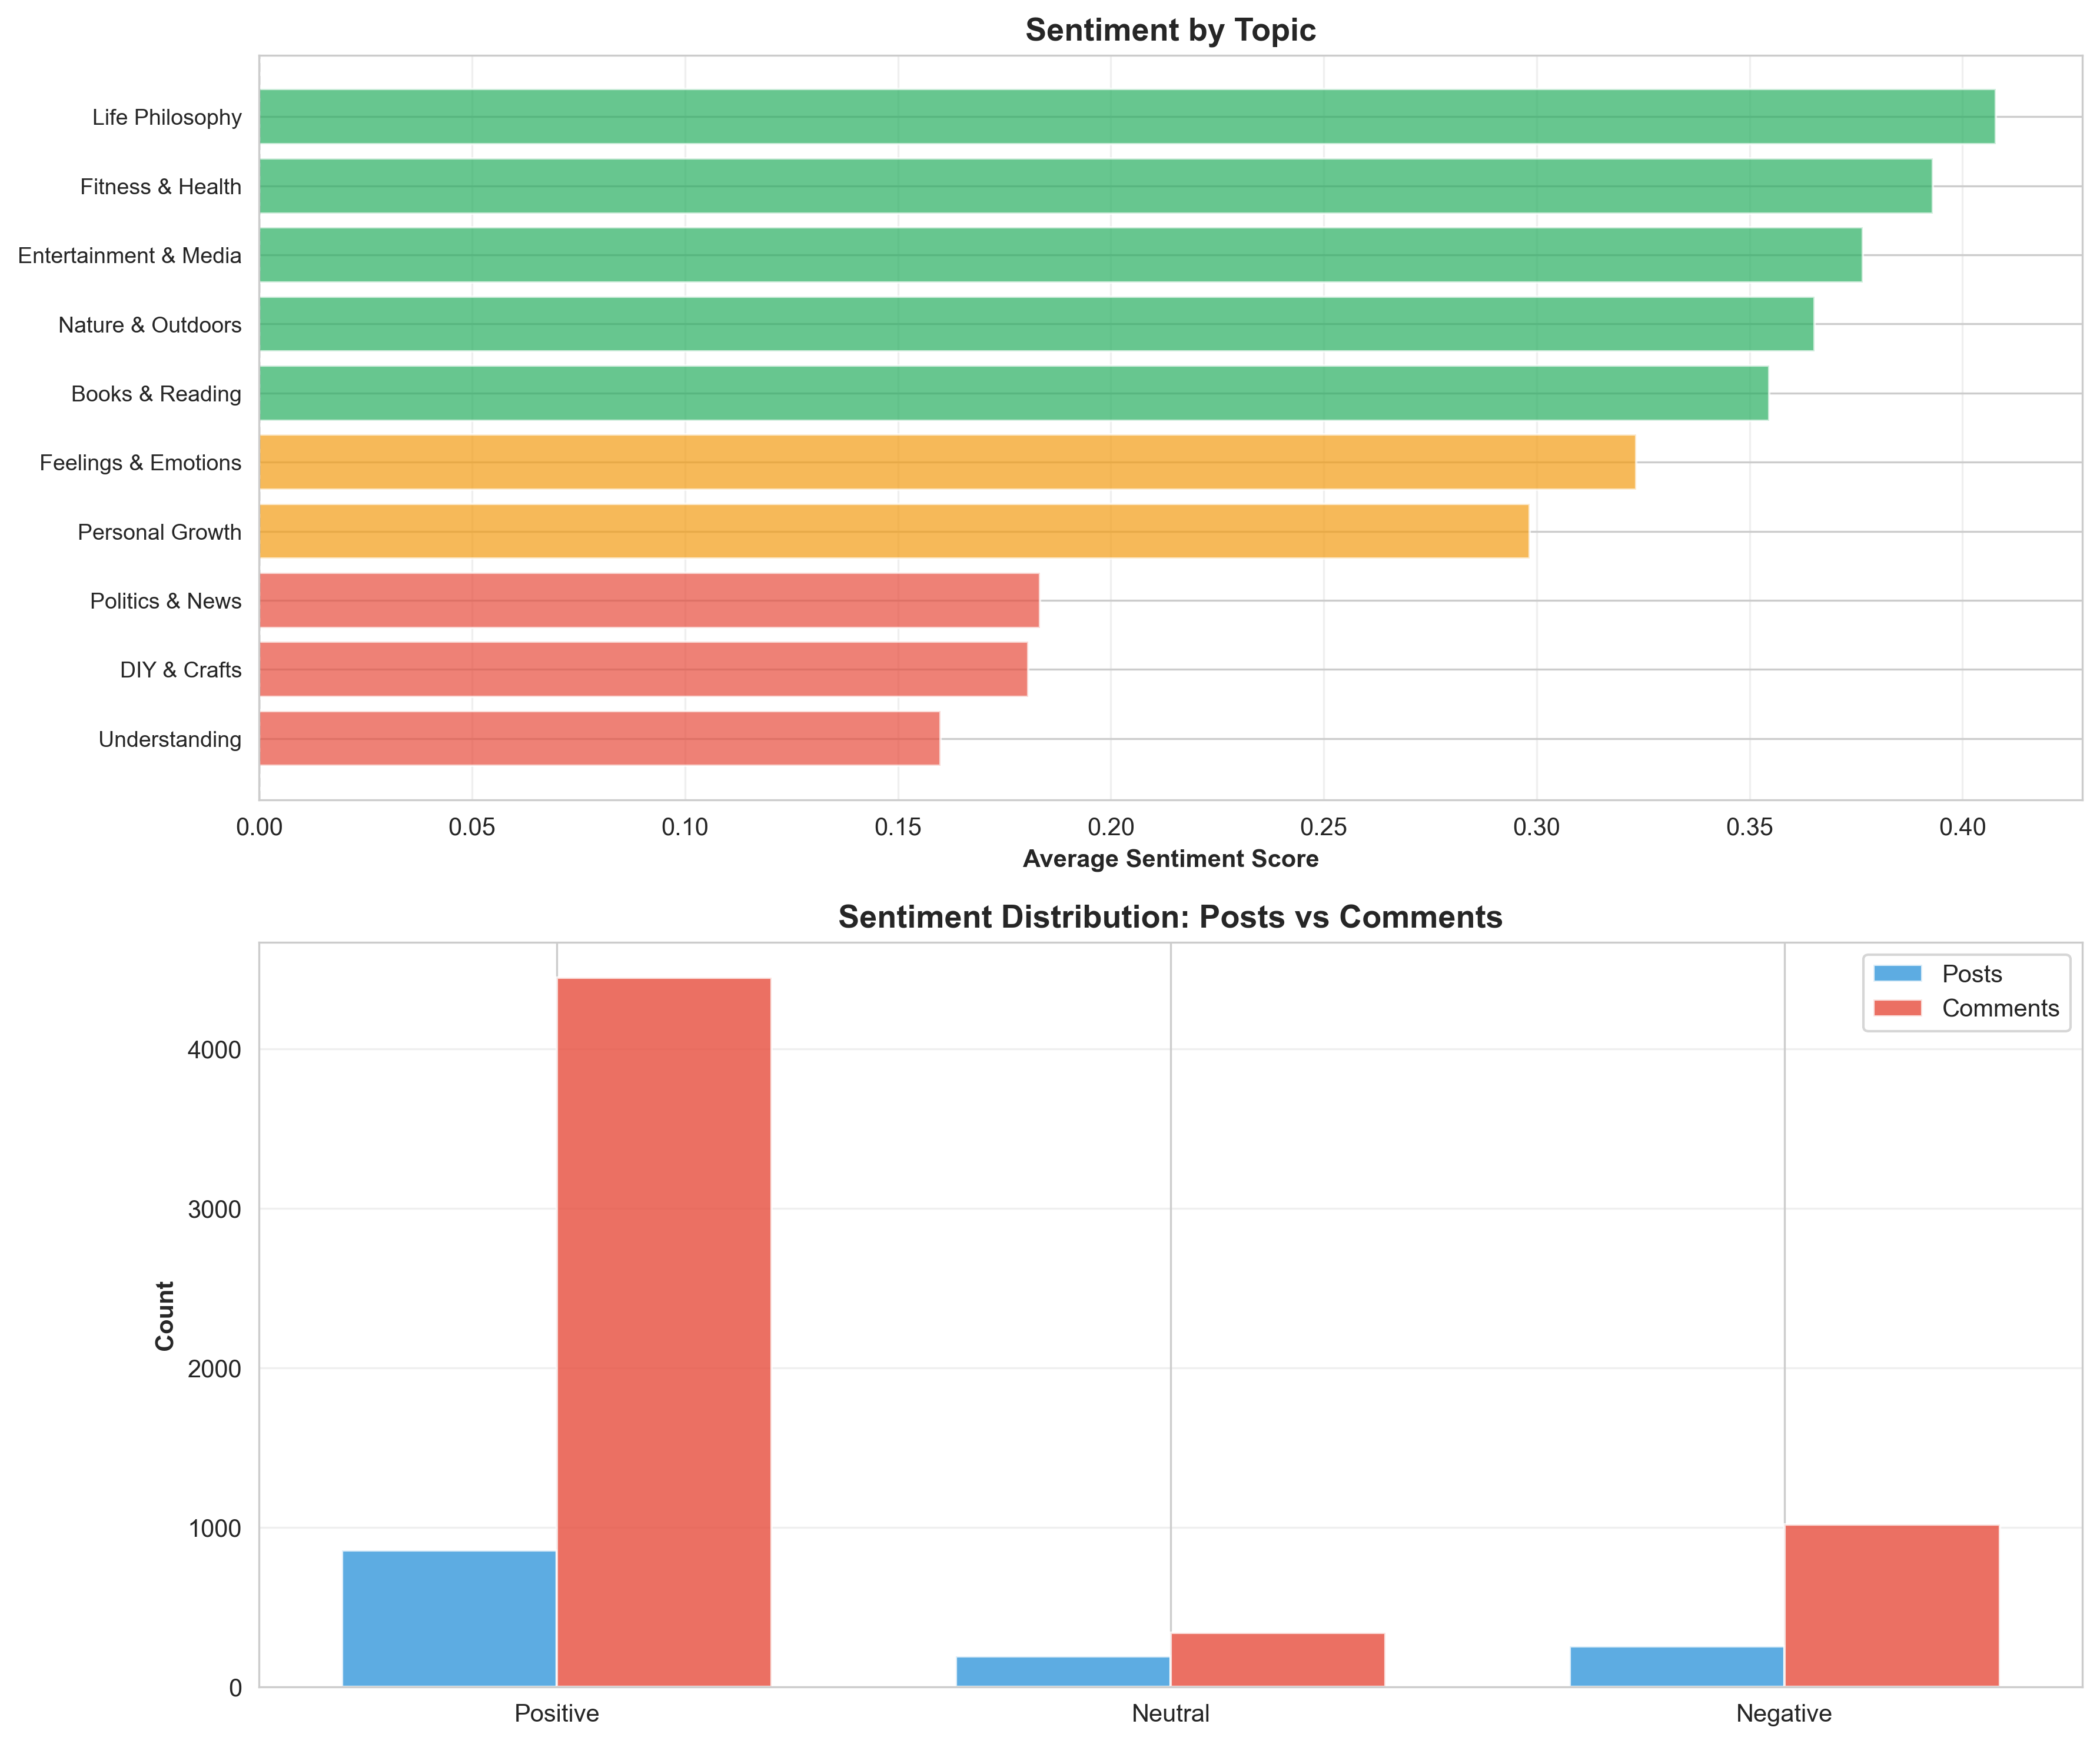 Sentiment by Topic
Life Philosophy
Fitness & Health
Entertainment & Media
Nature & Outdoors
Books & Reading
Feelings & Emotions
Personal Growth
Politics & News
DIY & Crafts
Understanding
0.00 0.05 0.10 0.15 0.20 0.25 0.30 0.35 0.40
Average Sentiment Score
Sentiment Distribution: Posts vs Comments
Posts
Comments
4000
3000
2000
1000
0
Count
Positive Neutral Negative